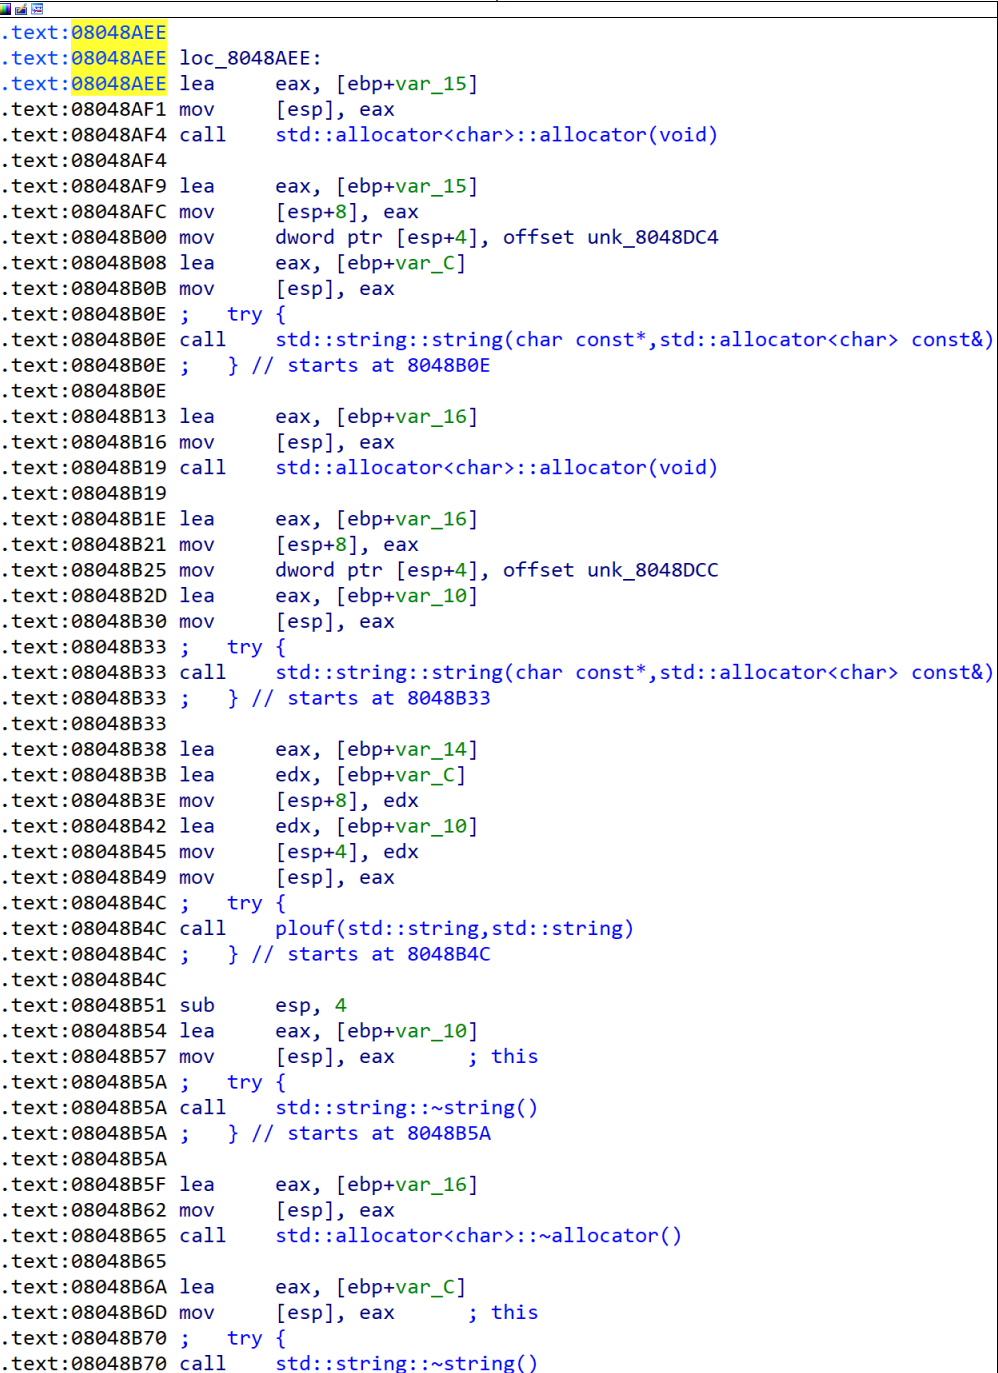 .text:08048AEE
.text:08048AEE loc_8048AEE:
.text:08048AEE lea     eax, [ebp+var_15]
.text:08048AF1 mov     [esp], eax
.text:08048AF4 call    std::allocator<char>::allocator(void)
.text:08048AF4
.text:08048AF9 lea     eax, [ebp+var_15]
.text:08048AFC mov     [esp+8], eax
.text:08048B00 mov     dword ptr [esp+4], offset unk_8048DC4
.text:08048B08 lea     eax, [ebp+var_C]
.text:08048B0B mov     [esp], eax
.text:08048B0E ;   try {
.text:08048B0E call    std::string::string(char const*,std::allocator<char> const&)
.text:08048B0E ;   } // starts at 8048B0E
.text:08048B0E
.text:08048B13 lea     eax, [ebp+var_16]
.text:08048B16 mov     [esp], eax
.text:08048B19 call    std::allocator<char>::allocator(void)
.text:08048B19
.text:08048B1E lea     eax, [ebp+var_16]
.text:08048B21 mov     [esp+8], eax
.text:08048B25 mov     dword ptr [esp+4], offset unk_8048DCC
.text:08048B2D lea     eax, [ebp+var_10]
.text:08048B30 mov     [esp], eax
.text:08048B33 ;   try {
.text:08048B33 call    std::string::string(char const*,std::allocator<char> const&)
.text:08048B33 ;   } // starts at 8048B33
.text:08048B33
.text:08048B38 lea     eax, [ebp+var_14]
.text:08048B3B lea     edx, [ebp+var_C]
.text:08048B3E mov     [esp+8], edx
.text:08048B42 lea     edx, [ebp+var_10]
.text:08048B45 mov     [esp+4], edx
.text:08048B49 mov     [esp], eax
.text:08048B4C ;   try {
.text:08048B4C call    plouf(std::string,std::string)
.text:08048B4C ;   } // starts at 8048B4C
.text:08048B4C
.text:08048B51 sub     esp, 4
.text:08048B54 lea     eax, [ebp+var_10]
.text:08048B57 mov     [esp], eax      ; this
.text:08048B5A ;   try {
.text:08048B5A call    std::string::~string()
.text:08048B5A ;   } // starts at 8048B5A
.text:08048B5A
.text:08048B5F lea     eax, [ebp+var_16]
.text:08048B62 mov     [esp], eax
.text:08048B65 call    std::allocator<char>::~allocator()
.text:08048B65
.text:08048B6A lea     eax, [ebp+var_C]
.text:08048B6D mov     [esp], eax      ; this
.text:08048B70 ;   try {
.text:08048B70 call    std::string::~string()